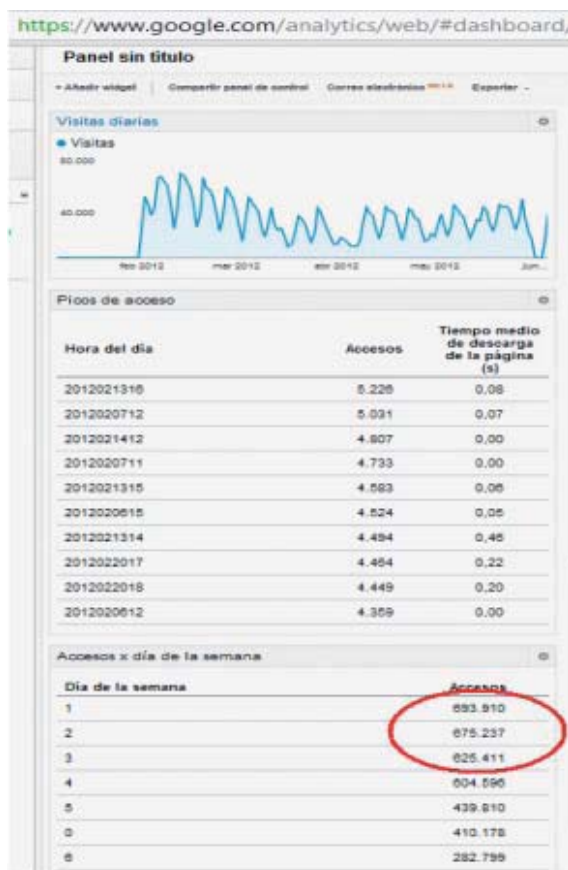 https://www.google.com/analytics/web/#dashboard/
Panel sin título
+ Añadir widget Compartir panel de control Correo electrónico BETA Exportar
Visitas diarias
Visitas
80.000
40.000
feb 2012 mar 2012 abr 2012 may 2012 Jun...
Picos de acceso
Hora del día Accesos Tiempo medio de descarga de la página (s)
2012021316 5.226 0,08
2012020712 5.031 0,07
2012021412 4.807 0,00
2012020711 4.733 0,00
2012021315 4.583 0,06
2012020615 4.524 0,05
2012021314 4.494 0,46
2012022017 4.464 0,22
2012022018 4.449 0,20
2012020612 4.359 0,00
Accesos x día de la semana
Día de la semana Accesos
1 693.910
2 675.237
3 625.411
4 604.596
5 439.810
0 410.178
6 282.799